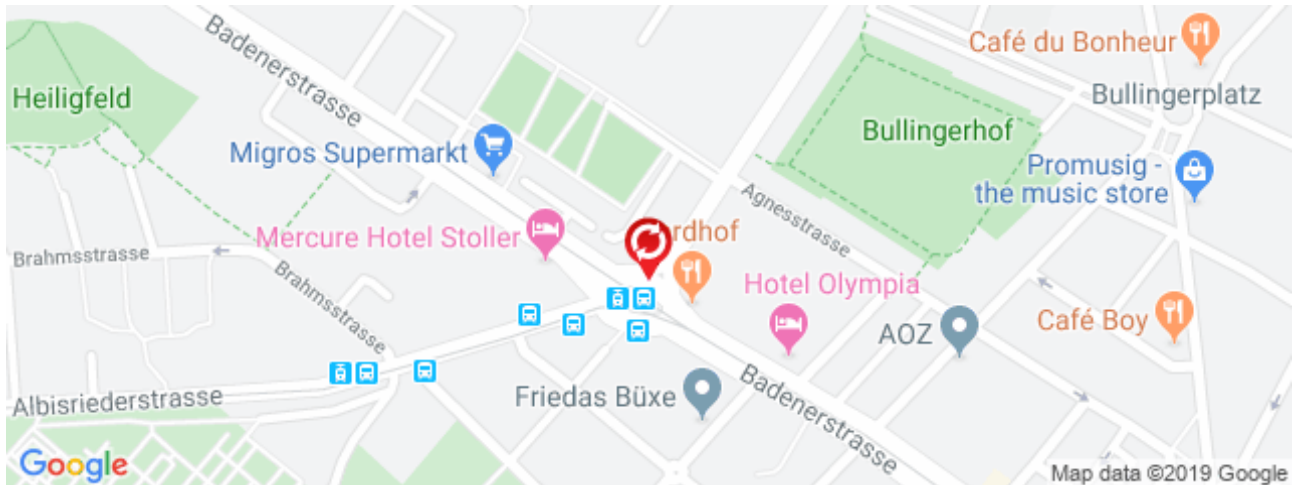 Badenerstrasse
Café du Bonheur
Heiligfeld
Bullingerplatz
Bullingerhof
Migros Supermarkt
Promusig -
the music store
Agnesstrasse
Mercure Hotel Stoller
rdhof
Brahmsstrasse
Brahmsstrasse
Hotel Olympia
AOZ
Café Boy
Albisriederstrasse
Friedas Büxe
Badenerstrasse
Google
Map data ©2019 Google